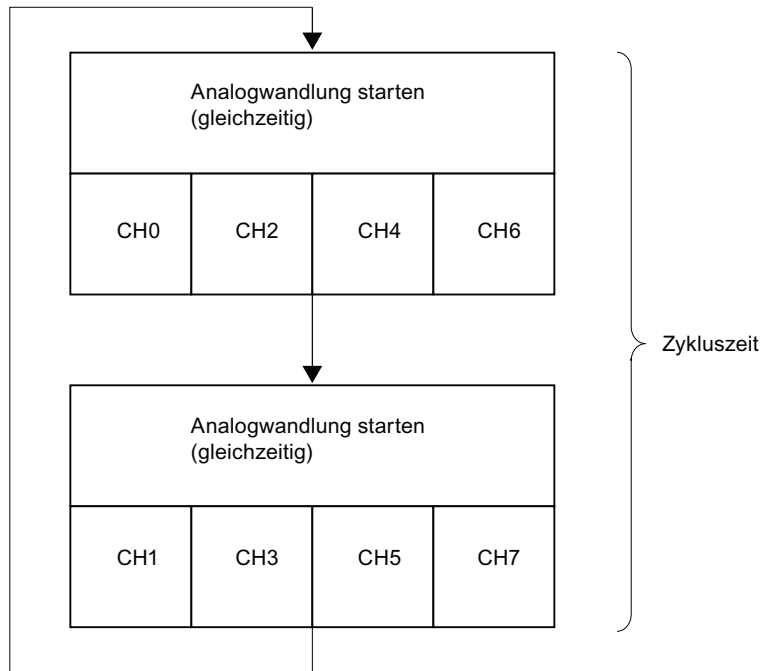 Analogwandlung starten
(gleichzeitig)
CH0
CH2
CH4
CH6
Zykluszeit
Analogwandlung starten
(gleichzeitig)
CH1
CH3
CH5
CH7